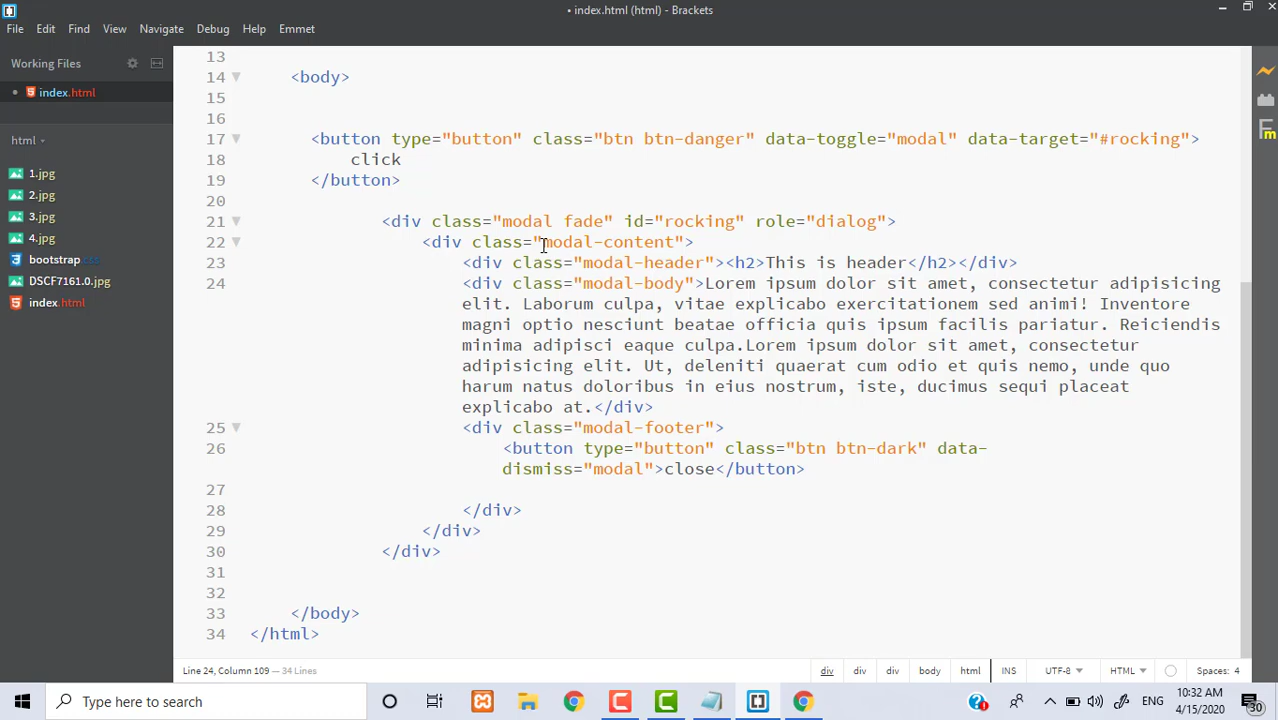 • index.html (html) - Brackets
File Edit Find View Navigate Debug Help Emmet
Working Files
• index.html
html
1.jpg
2.jpg
3.jpg
4.jpg
bootstrap.css
DSCF7161.0.jpg
index.html
13
14 <body>
15
16
17 <button type="button" class="btn btn-danger" data-toggle="modal" data-target="#rocking">
18 click
19 </button>
20
21 <div class="modal fade" id="rocking" role="dialog">
22 <div class="modal-content">
23 <div class="modal-header"><h2>This is header</h2></div>
24 <div class="modal-body">Lorem ipsum dolor sit amet, consectetur adipisicing
elit. Laborum culpa, vitae explicabo exercitationem sed animi! Inventore
magni optio nesciunt beatae officia quis ipsum facilis pariatur. Reiciendis
minima adipisci eaque culpa.Lorem ipsum dolor sit amet, consectetur
adipisicing elit. Ut, deleniti quaerat cum odio et quis nemo, unde quo
harum natus doloribus in eius nostrum, iste, ducimus sequi placeat
explicabo at.</div>
25 <div class="modal-footer">
26 <button type="button" class="btn btn-dark" data-
dismiss="modal">close</button>
27
28 </div>
29 </div>
30 </div>
31
32
33 </body>
34 </html>
Line 24, Column 109 — 34 Lines
div div div body html INS UTF-8 HTML Spaces: 4
Type here to search
ENG
10:32 AM
4/15/2020
30